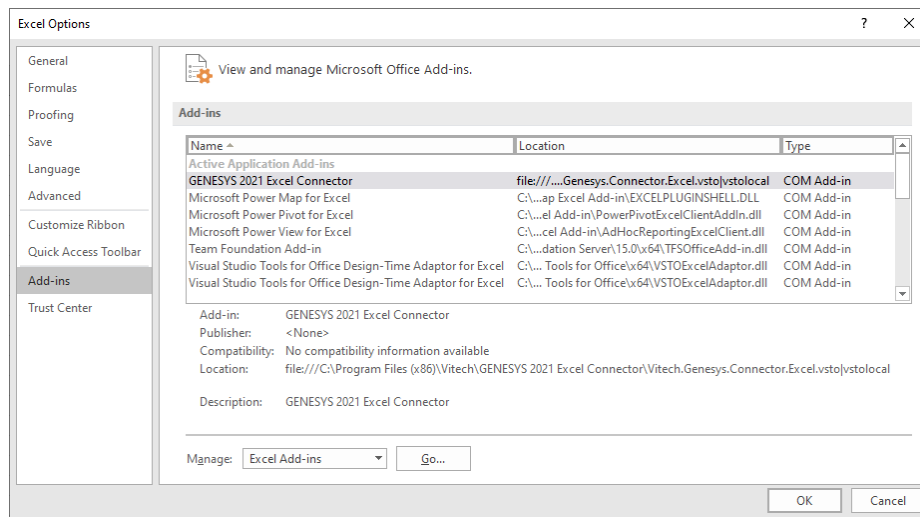 Excel Options ? ×
General
Formulas
Proofing
Save
Language
Advanced
Customize Ribbon
Quick Access Toolbar
Add-ins
Trust Center
View and manage Microsoft Office Add-ins.
Add-ins
Name Location Type
Active Application Add-ins
GENESYS 2021 Excel Connector file:///....Genesys.Connector.Excel.vsto|vstolocal COM Add-in
Microsoft Power Map for Excel C:\...ap Excel Add-in\EXCELPLUGINSHELL.DLL COM Add-in
Microsoft Power Pivot for Excel C:\...el Add-in\PowerPivotExcelClientAddIn.dll COM Add-in
Microsoft Power View for Excel C:\...cel Add-in\AdHocReportingExcelClient.dll COM Add-in
Team Foundation Add-in C:\...dation Server\15.0\x64\TFSOfficeAdd-in.dll COM Add-in
Visual Studio Tools for Office Design-Time Adaptor for Excel C:\... Tools for Office\x64\VSTOExcelAdaptor.dll COM Add-in
Visual Studio Tools for Office Design-Time Adaptor for Excel C:\... Tools for Office\x64\VSTOExcelAdaptor.dll COM Add-in
Add-in: GENESYS 2021 Excel Connector
Publisher: <None>
Compatibility: No compatibility information available
Location: file:///C:\Program Files (x86)\Vitech\GENESYS 2021 Excel Connector\Vitech.Genesys.Connector.Excel.vsto|vstolocal
Description: GENESYS 2021 Excel Connector
Manage: Excel Add-ins Go...
OK Cancel